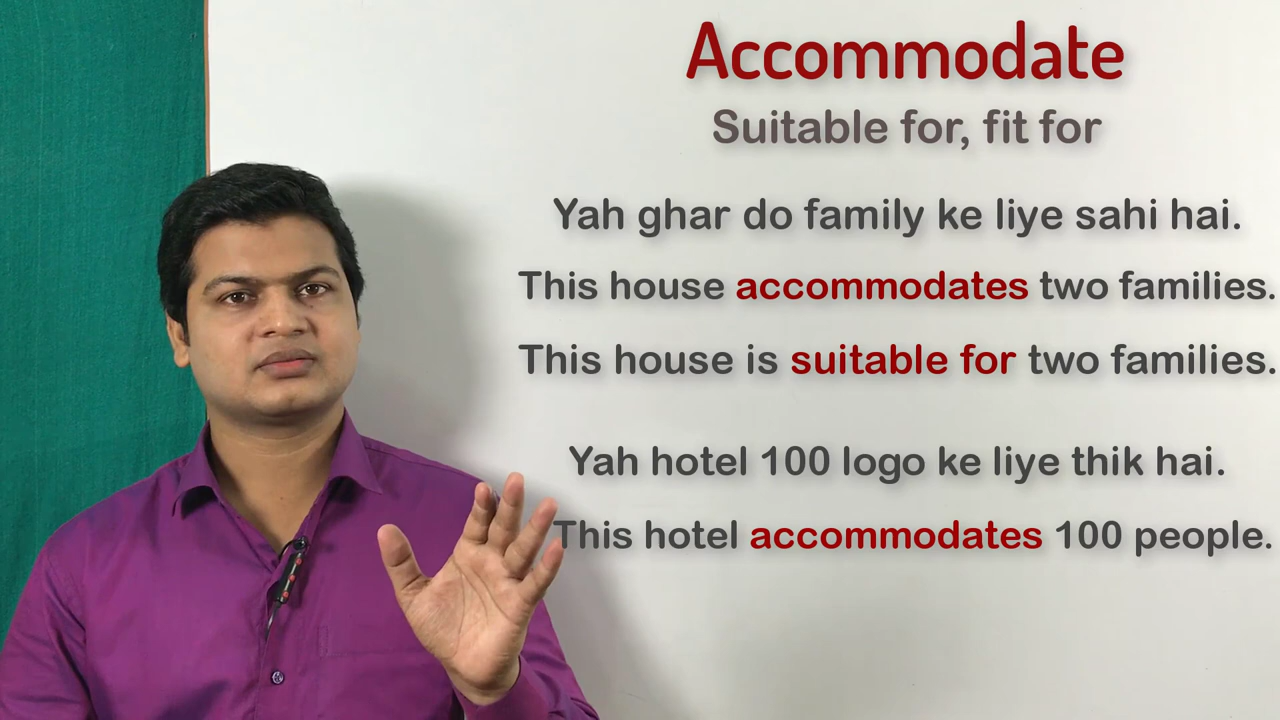 Accommodate
Suitable for, fit for
Yah ghar do family ke liye sahi hai.
This house accommodates two families.
This house is suitable for two families.
Yah hotel 100 logo ke liye thik hai.
This hotel accommodates 100 people.